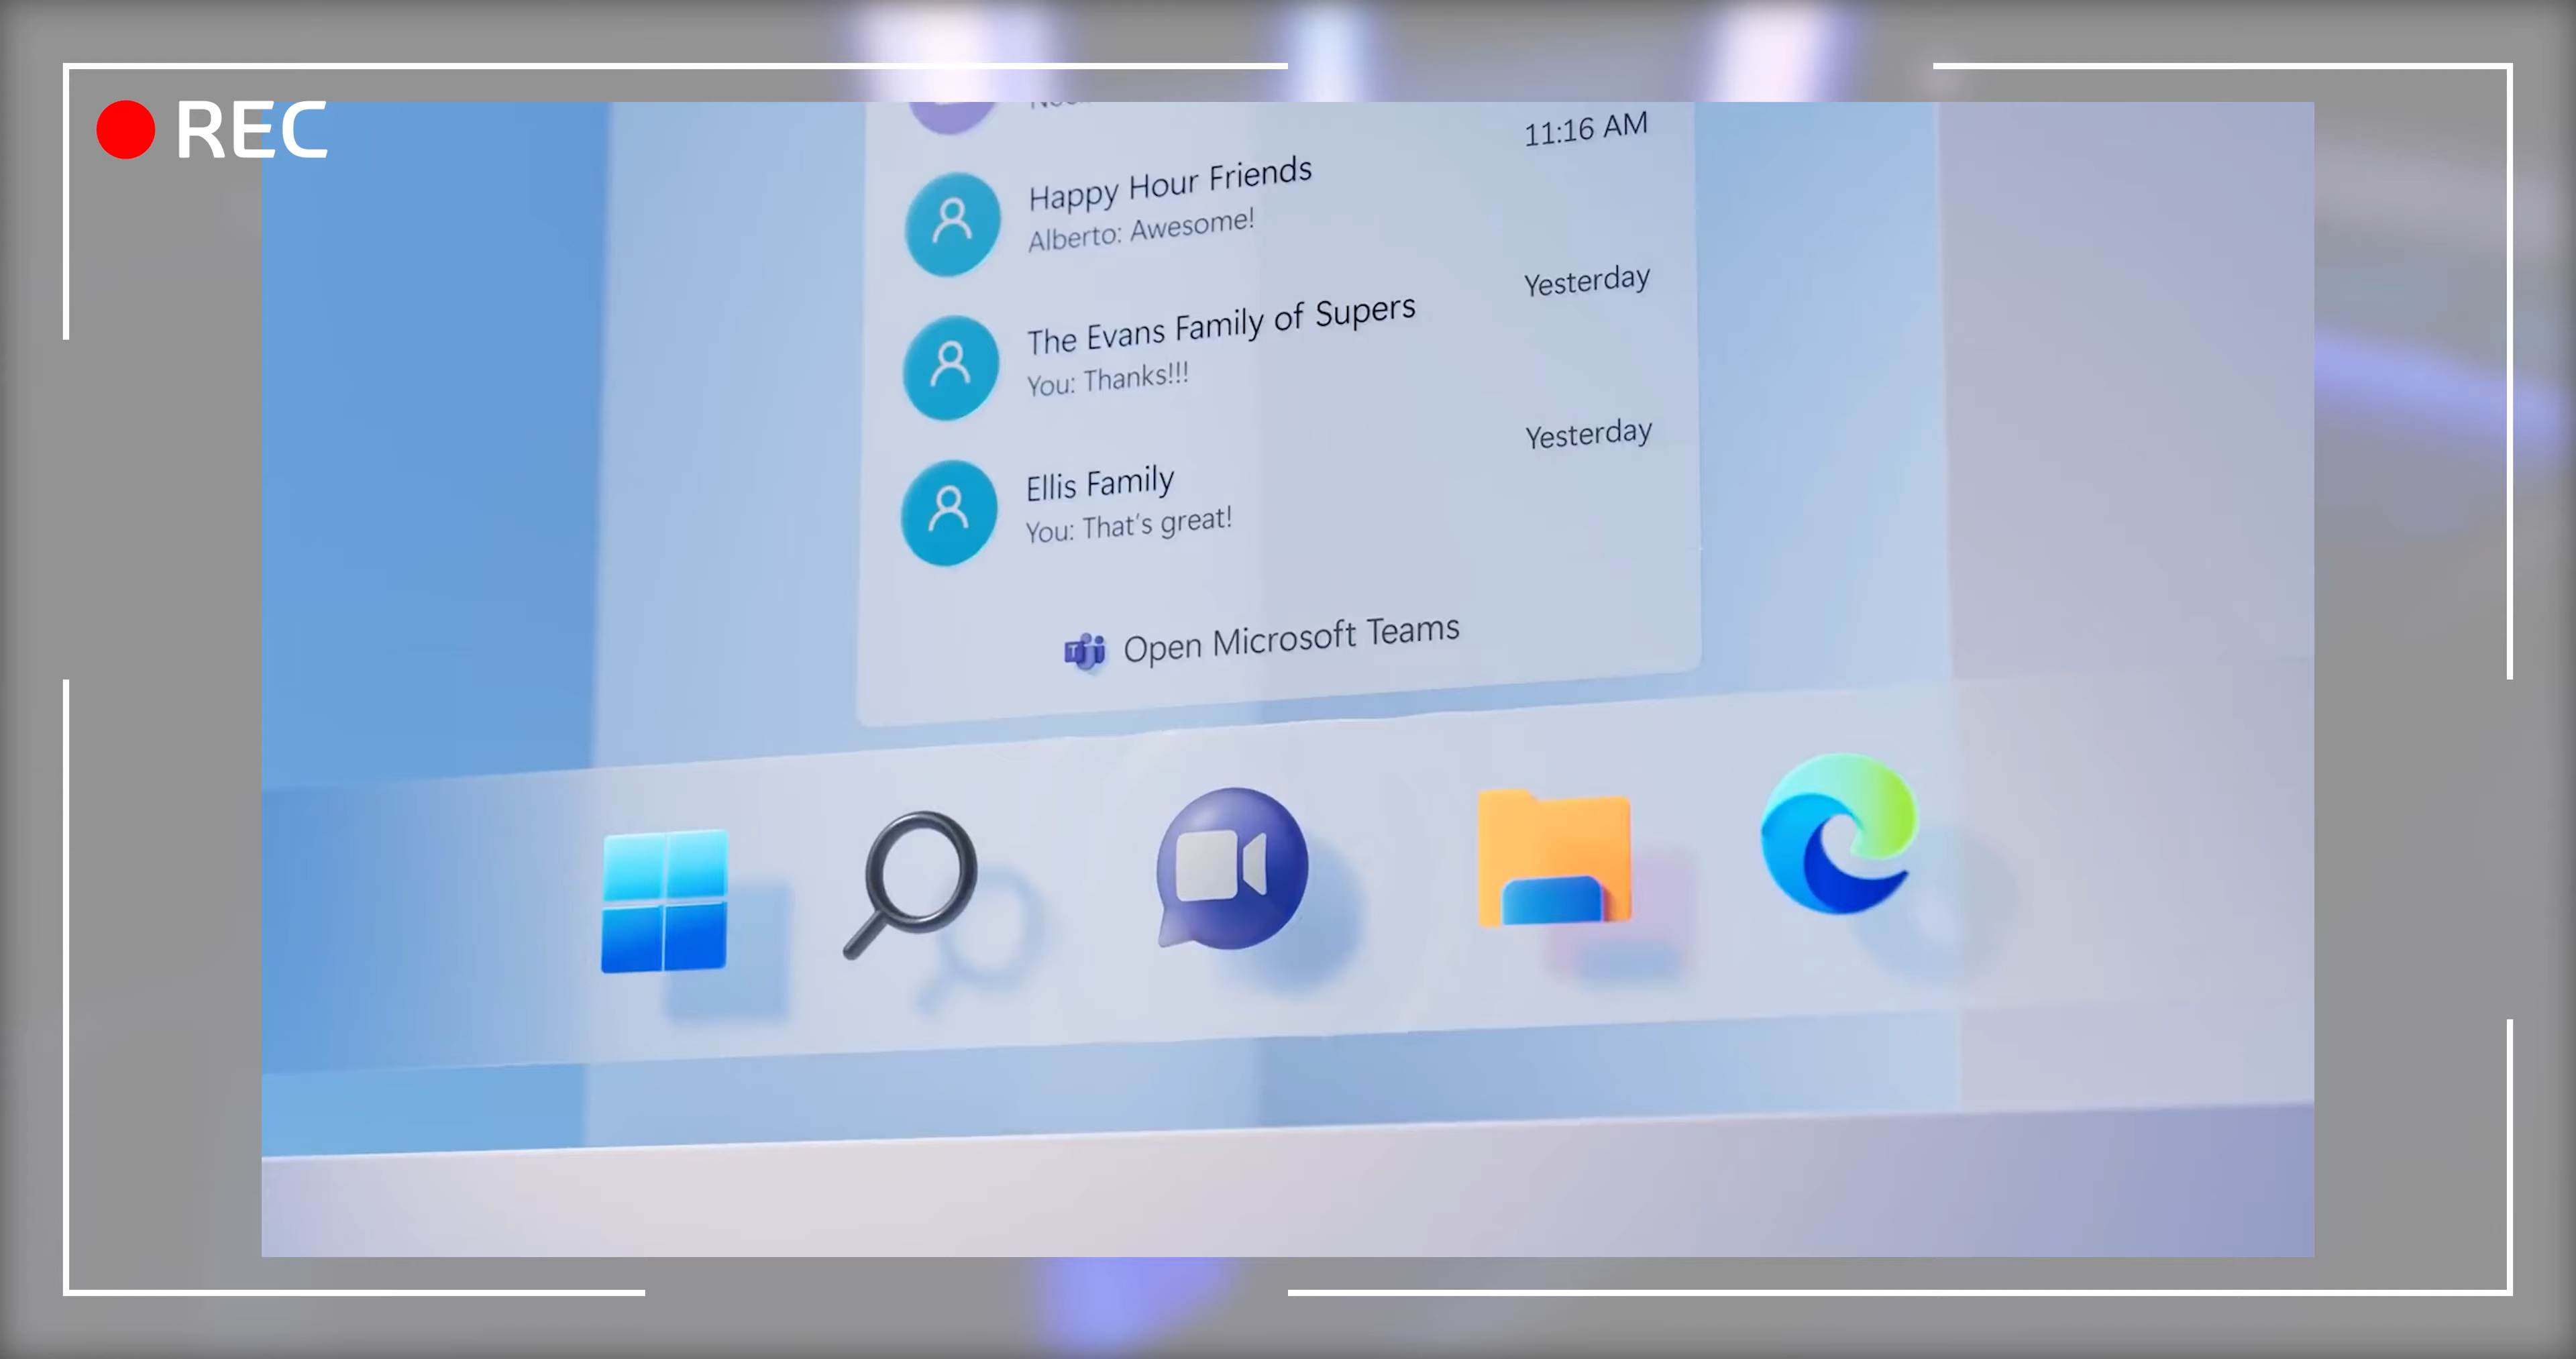 REC
11:16 AM
Happy Hour Friends
Alberto: Awesome!
Yesterday
The Evans Family of Supers
You: Thanks!!!
Yesterday
Ellis Family
You: That's great!
Open Microsoft Teams